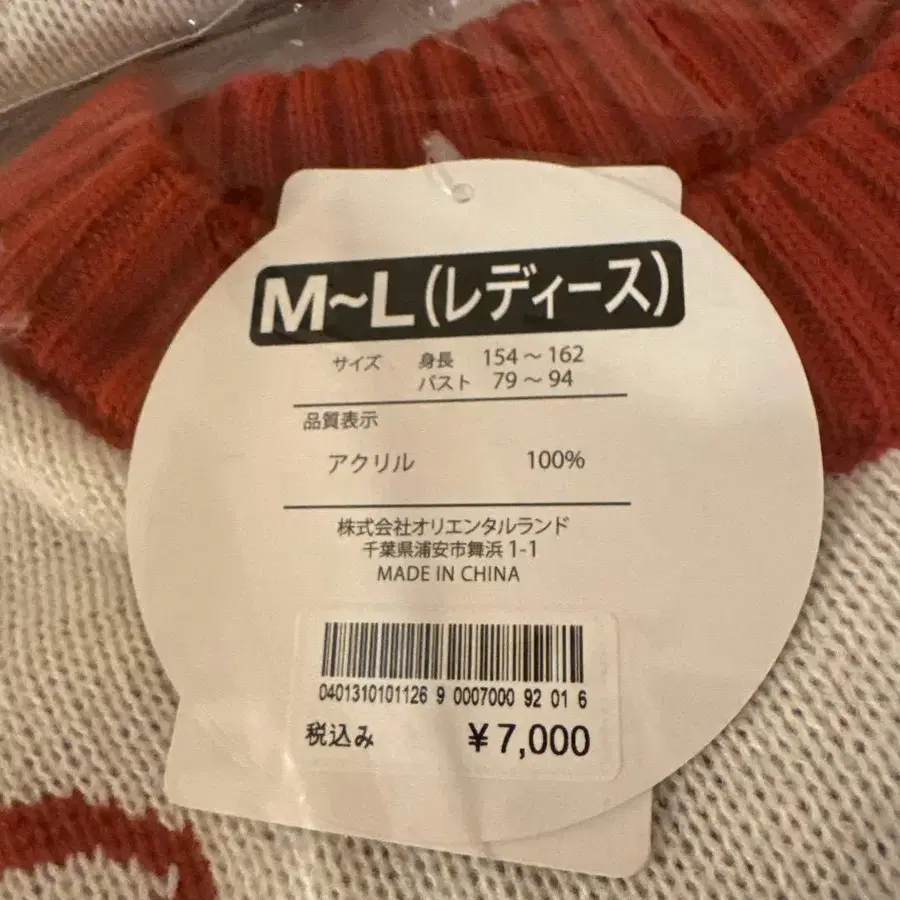 M~L(レディース)
サイズ 身長 154～162
バスト 79～94
品質表示
アクリル 100%
株式会社オリエンタルランド
千葉県浦安市舞浜 1-1
MADE IN CHINA
0401310101126 9 0007000 92 01 6
税込み ¥7,000